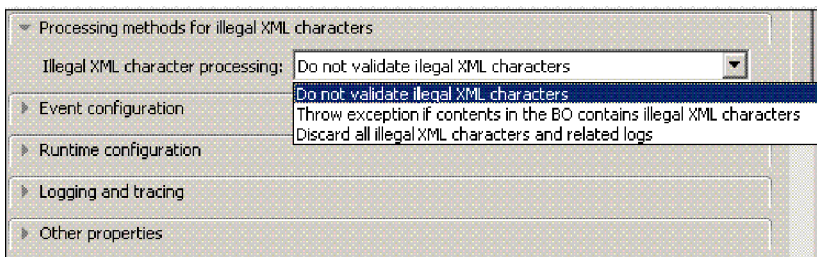 Processing methods for illegal XML characters
Illegal XML character processing: Do not validate ilegal XML characters
Do not validate ilegal XML characters
Event configuration
Throw exception if contents in the BO contains illegal XML characters
Discard all illegal XML characters and related logs
Runtime configuration
Logging and tracing
Other properties